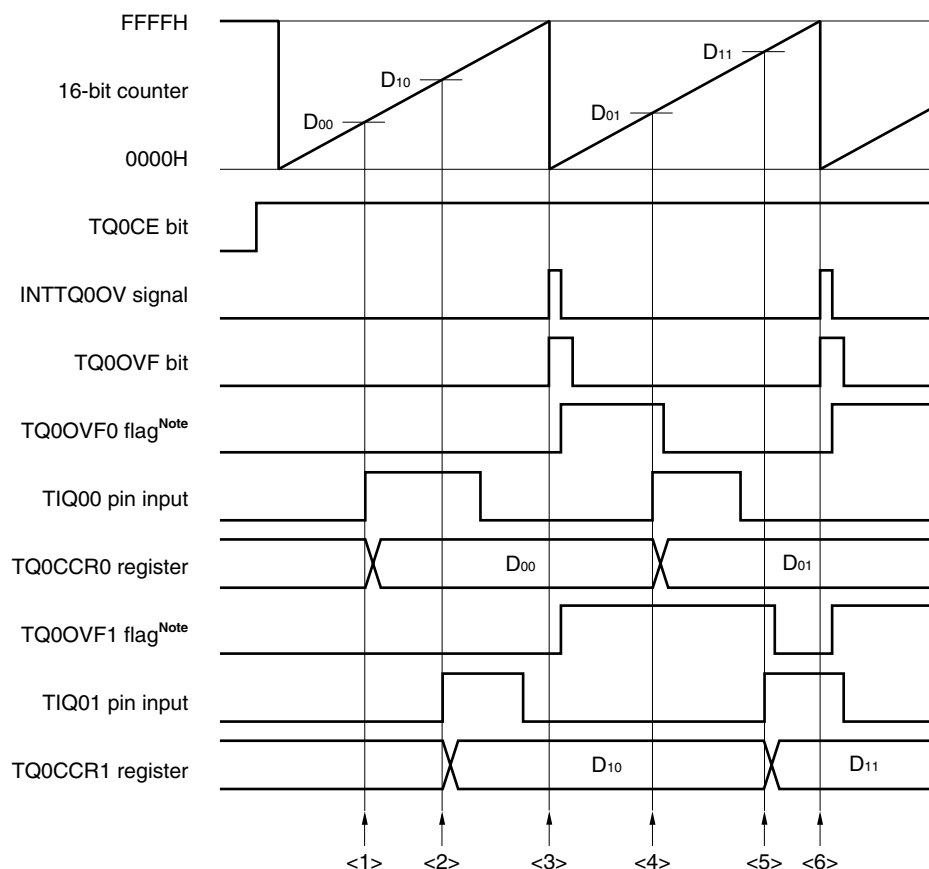 FFFFH
16-bit counter
0000H
D00
D10
D01
D11
TQ0CE bit
INTTQ0OV signal
TQ0OVF bit
TQ0OVF0 flagNote
TIQ00 pin input
TQ0CCR0 register
D00
D01
TQ0OVF1 flagNote
TIQ01 pin input
TQ0CCR1 register
D10
D11
<1> <2> <3> <4> <5> <6>